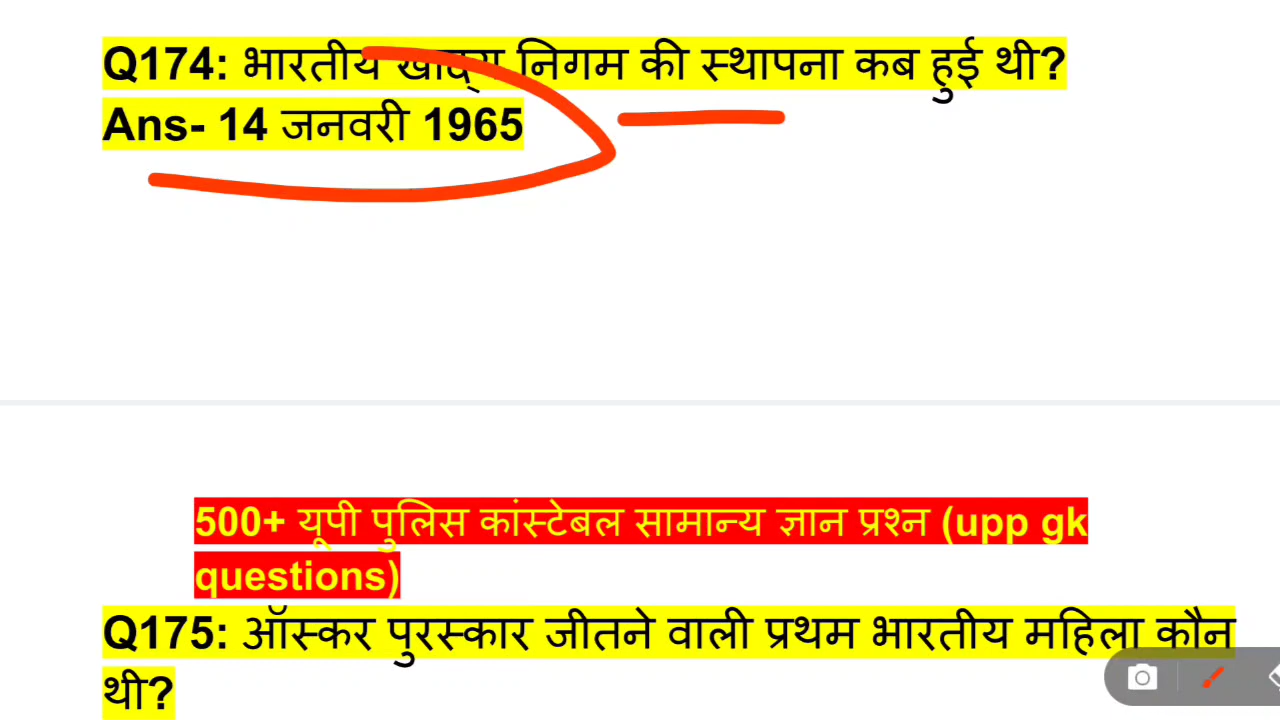 Q174: भारतीय खाद्य निगम की स्थापना कब हुई थी?
Ans- 14 जनवरी 1965
500+ यूपी पुलिस कांस्टेबल सामान्य ज्ञान प्रश्न (upp gk
questions)
Q175: ऑस्कर पुरस्कार जीतने वाली प्रथम भारतीय महिला कौन
थी?